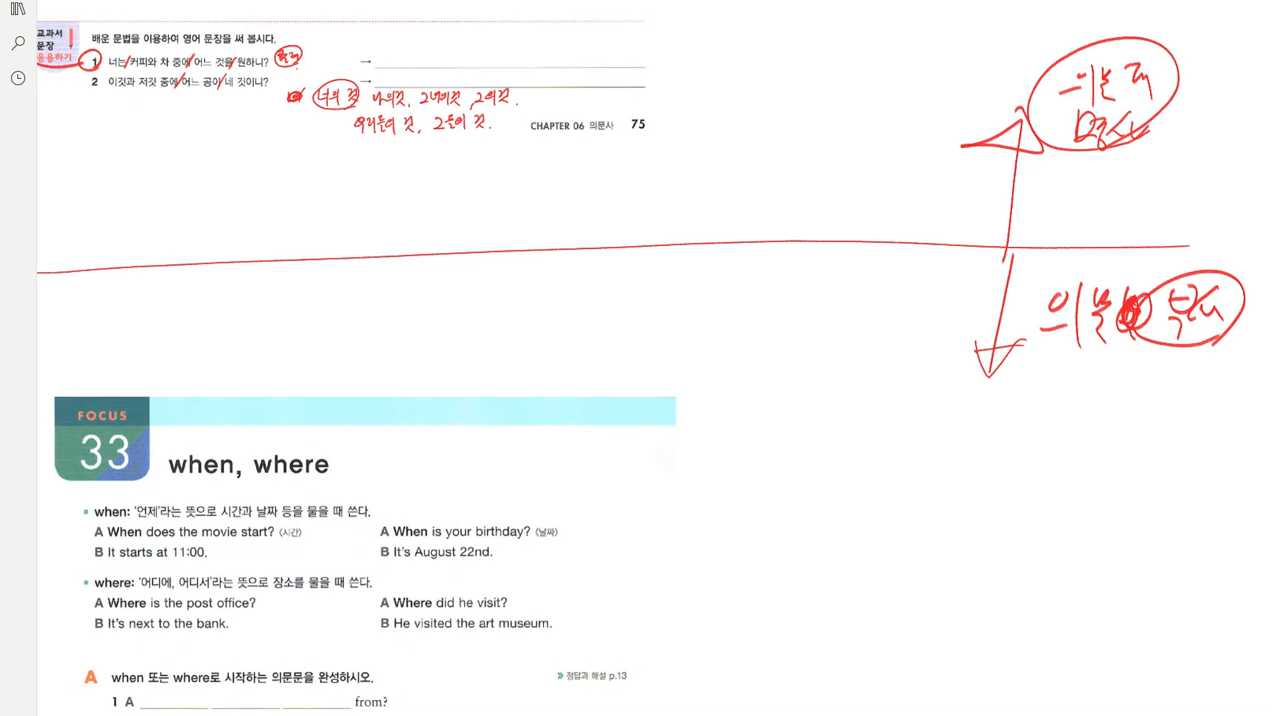 교과서
문장
응용하기
배운 문법을 이용하여 영어 문장을 써 봅시다.
1 너는 커피와 차 중에 어느 것을 원하니? →
2 이것과 저것 중에 어느 공이 네 것이니? →
너의 것 나의것, 그녀의것, 그의것.
우리들의 것, 그들의 것.
CHAPTER 06 의문사 75
의문대
명사
의문 부사
FOCUS
33
when, where
when: '언제'라는 뜻으로 시간과 날짜 등을 물을 때 쓴다.
A When does the movie start? 〈시간〉 A When is your birthday? 〈날짜〉
B It starts at 11:00. B It's August 22nd.
where: '어디에, 어디서'라는 뜻으로 장소를 물을 때 쓴다.
A Where is the post office? A Where did he visit?
B It's next to the bank. B He visited the art museum.
A when 또는 where로 시작하는 의문문을 완성하시오. » 정답과 해설 p.13
1 A ____ ____ ____ from?